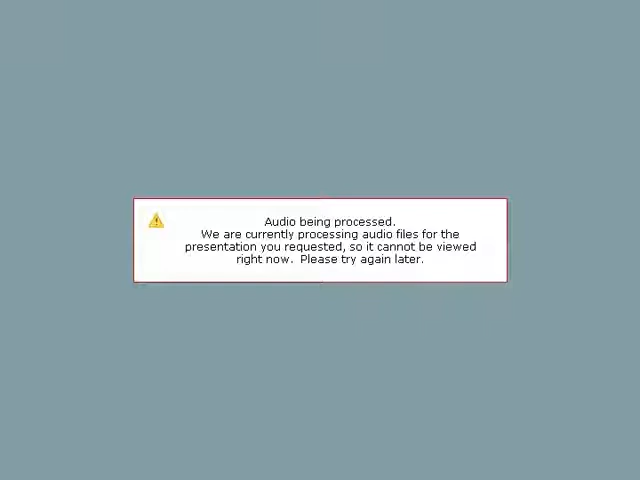 Audio being processed.
We are currently processing audio files for the
presentation you requested, so it cannot be viewed
right now.  Please try again later.